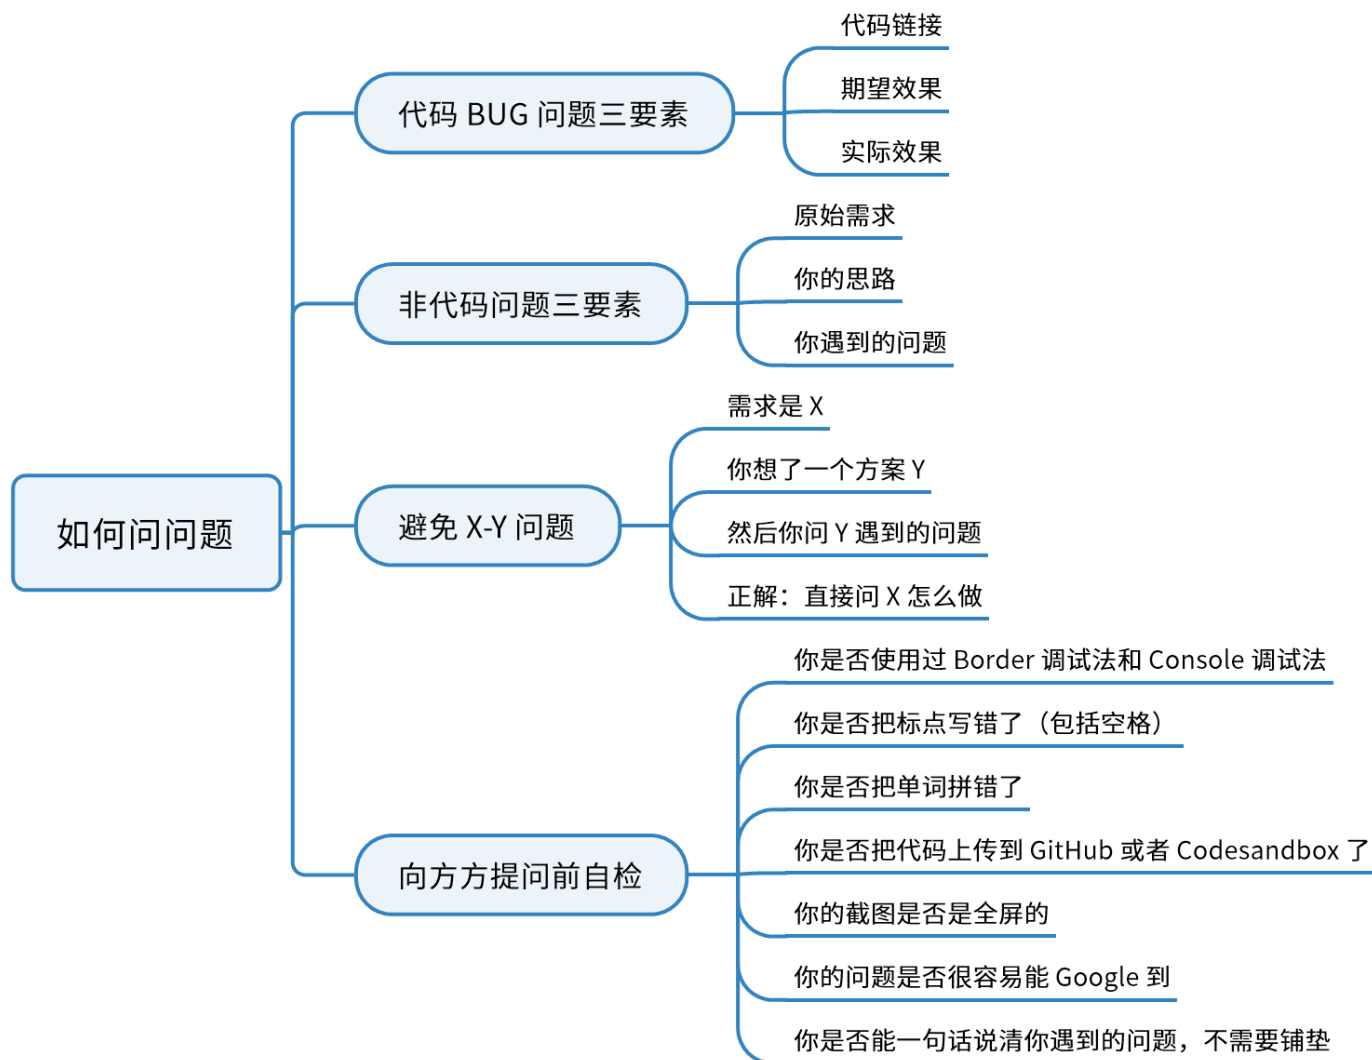 代码链接
代码 BUG 问题三要素
期望效果
实际效果
原始需求
非代码问题三要素
你的思路
你遇到的问题
需求是 X
你想了一个方案 Y
如何问问题
避免 X-Y 问题
然后你问 Y 遇到的问题
正解：直接问 X 怎么做
你是否使用过 Border 调试法和 Console 调试法
你是否把标点写错了（包括空格）
你是否把单词拼错了
你是否把代码上传到 GitHub 或者 Codesandbox 了
向方方提问前自检
你的截图是否是全屏的
你的问题是否很容易能 Google 到
你是否能一句话说清你遇到的问题，不需要铺垫